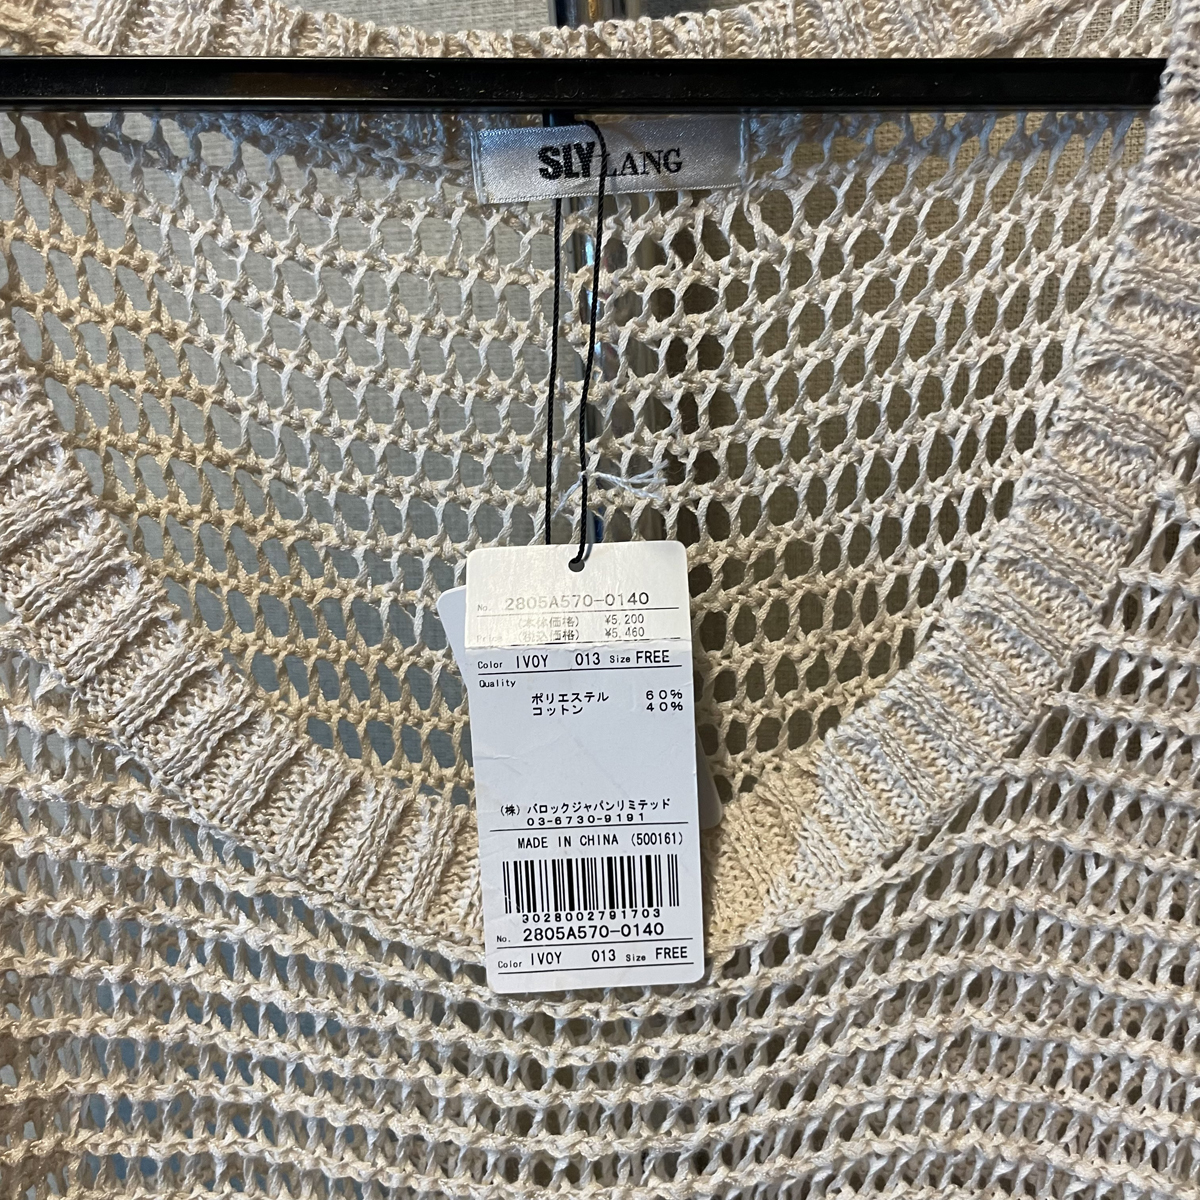 SLY LANG
No. 2805A570-0140
(本体価格) ¥5,200
Price (税込価格) ¥5,460
Color IVOY 013 Size FREE
Quality
ポリエステル 60%
コットン 40%
(株) バロックジャパンリミテッド
03-6730-9191
MADE IN CHINA (500161)
3028002791703
No. 2805A570-0140
Color IVOY 013 Size FREE